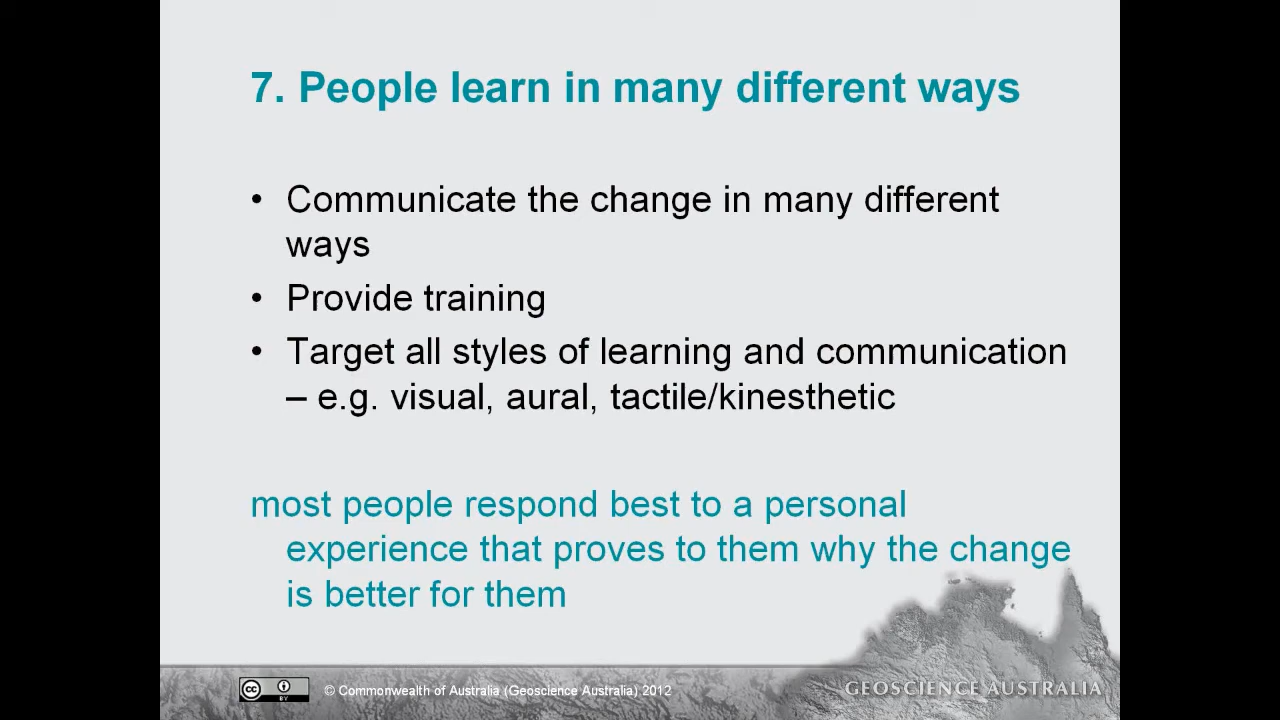 7. People learn in many different ways
• Communicate the change in many different
ways
• Provide training
• Target all styles of learning and communication
– e.g. visual, aural, tactile/kinesthetic
most people respond best to a personal
experience that proves to them why the change
is better for them
cc BY © Commonwealth of Australia (Geoscience Australia) 2012
GEOSCIENCE AUSTRALIA